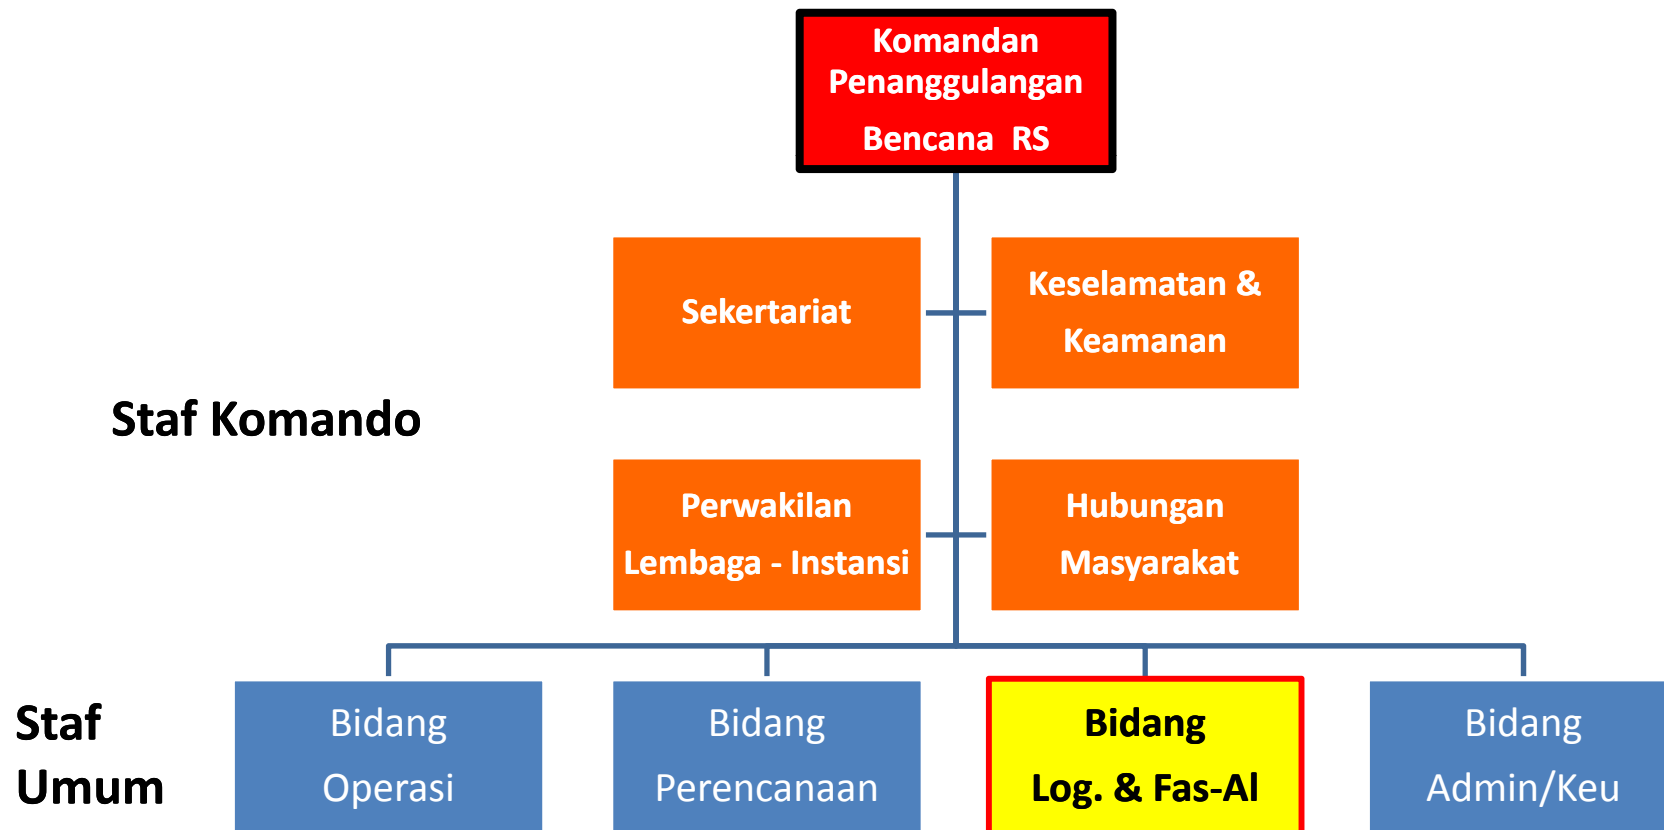 Komandan
Penanggulangan
Bencana RS
Sekertariat
Keselamatan &
Keamanan
Staf Komando
Perwakilan
Lembaga - Instansi
Hubungan
Masyarakat
Staf
Umum
Bidang
Operasi
Bidang
Perencanaan
Bidang
Log. & Fas-Al
Bidang
Admin/Keu